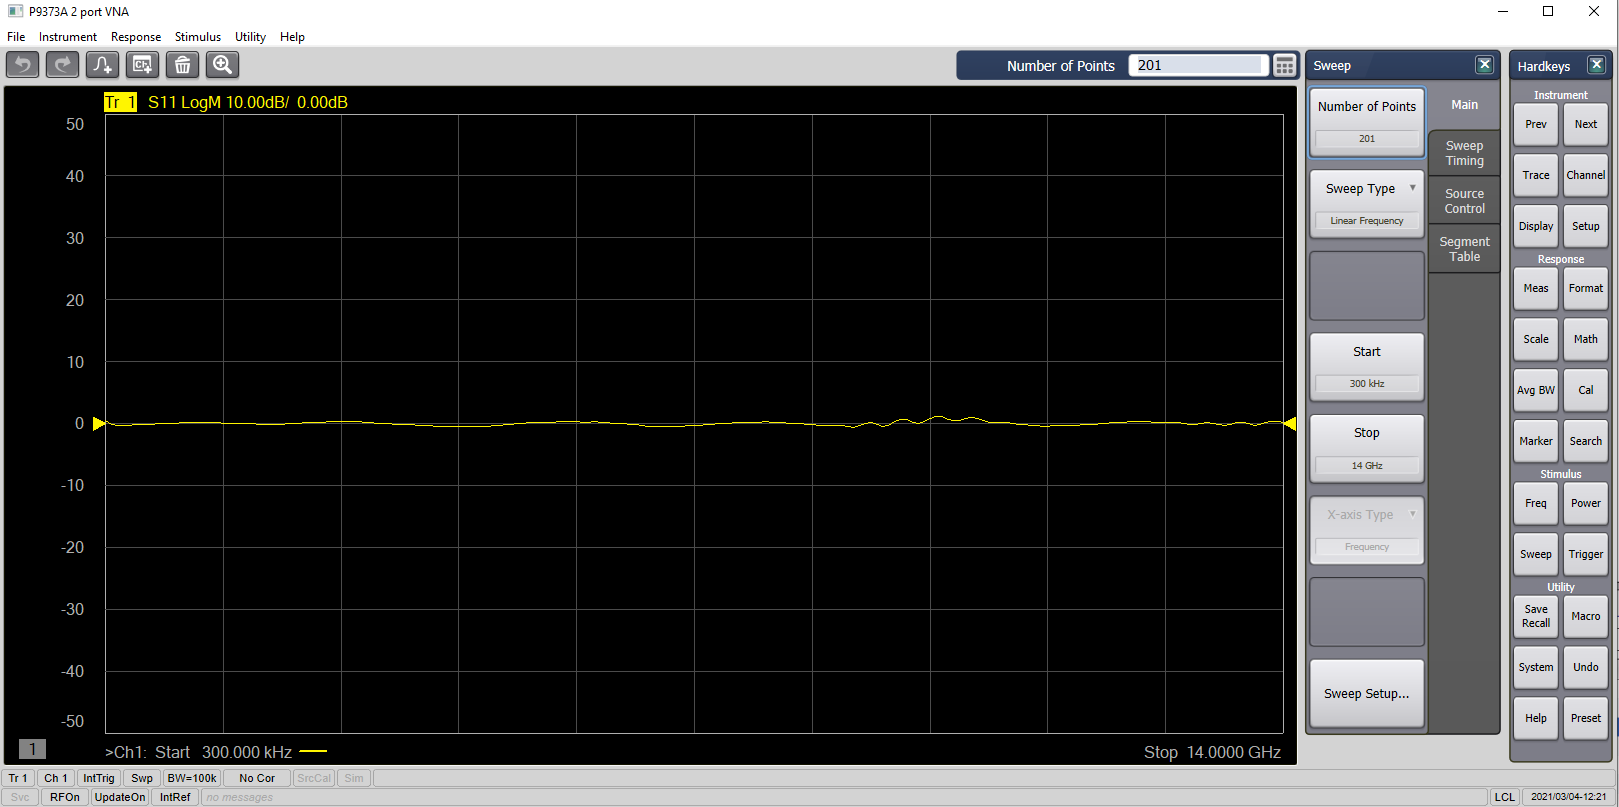 P9373A 2 port VNA
File Instrument Response Stimulus Utility Help
Number of Points 201
Tr 1 S11 LogM 10.00dB/ 0.00dB
50
40
30
20
10
0
-10
-20
-30
-40
-50
1
>Ch1: Start 300.000 kHz
Stop 14.0000 GHz
Sweep
Number of Points
201
Sweep Type
Linear Frequency
Start
300 kHz
Stop
14 GHz
X-axis Type
Frequency
Sweep Setup...
Main
Sweep
Timing
Source
Control
Segment
Table
Hardkeys
Instrument
Prev Next
Trace Channel
Display Setup
Response
Meas Format
Scale Math
Avg BW Cal
Marker Search
Stimulus
Freq Power
Sweep Trigger
Utility
Save
Recall
Macro
System Undo
Help Preset
Tr 1 Ch 1 IntTrig Swp BW=100k No Cor SrcCal Sim
Svc RFOn UpdateOn IntRef no messages LCL 2021/03/04-12:21